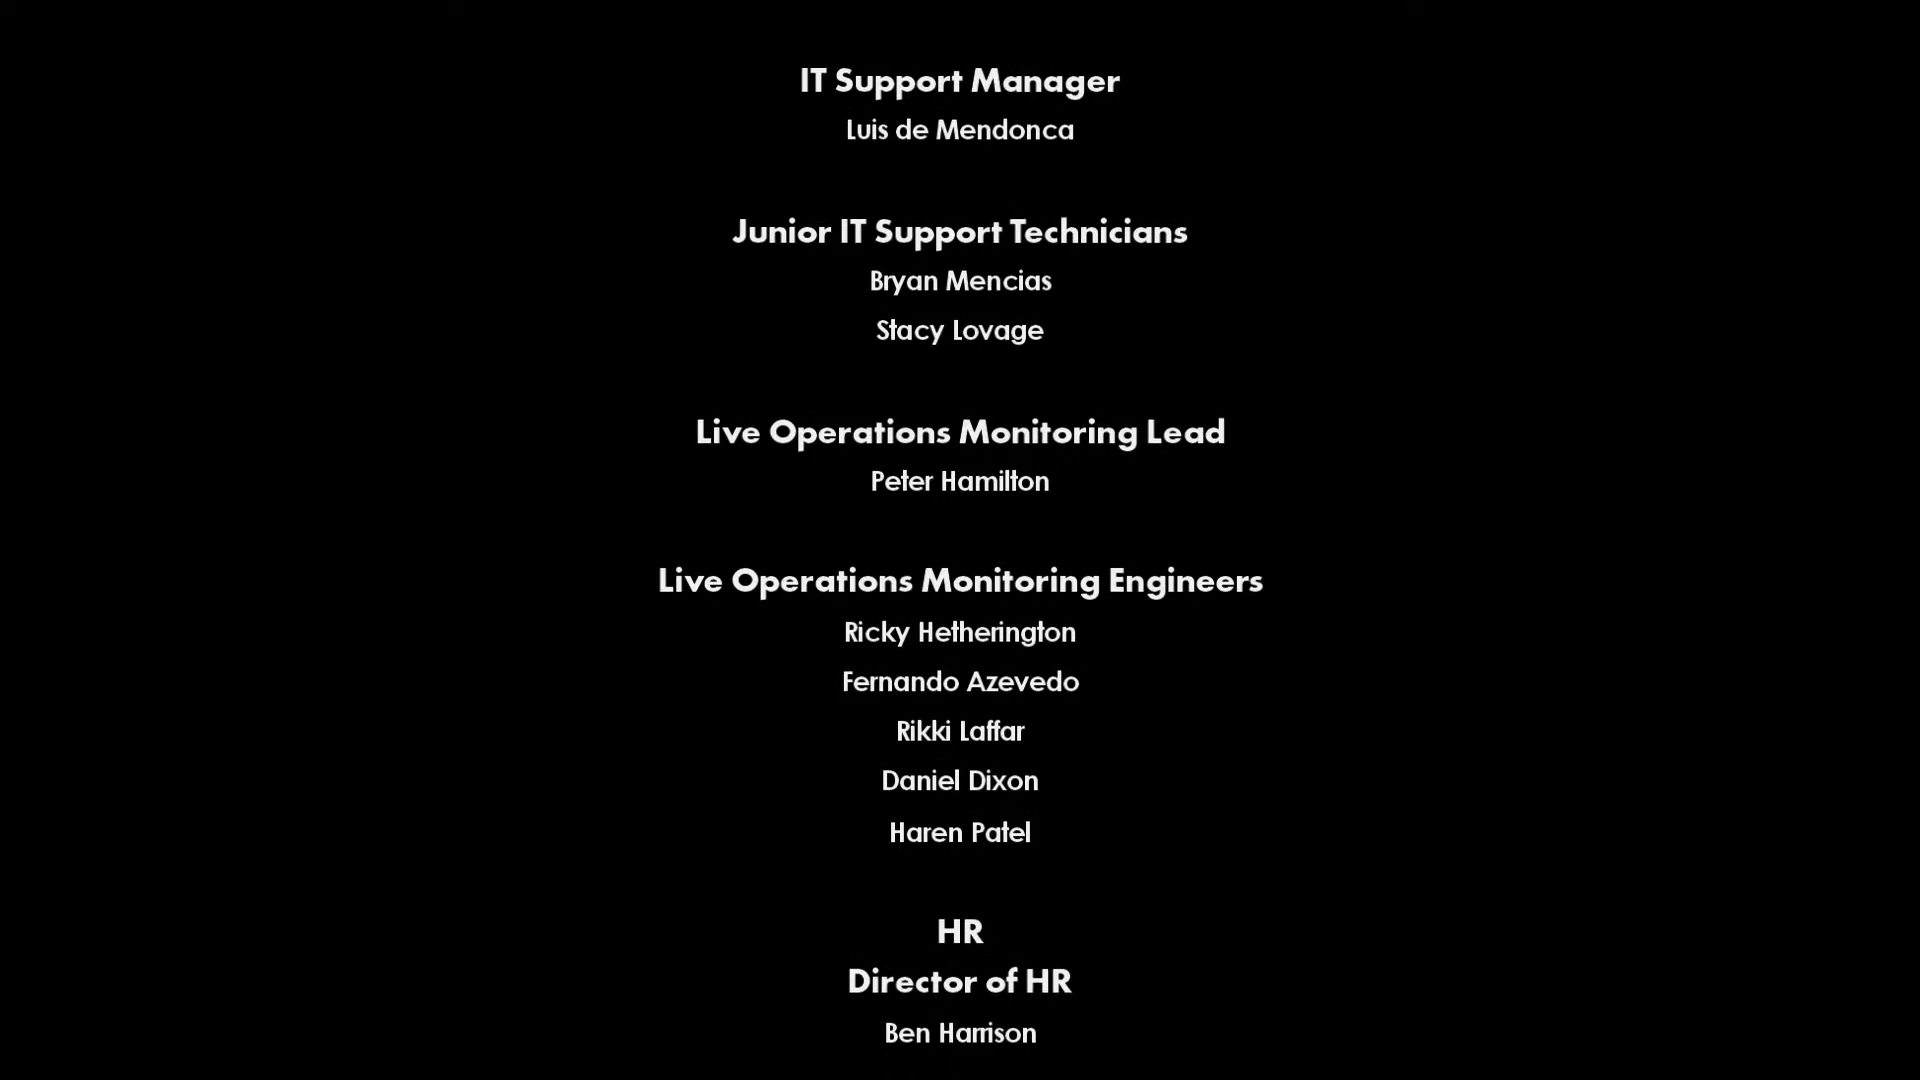 IT Support Manager
Luis de Mendonca
Junior IT Support Technicians
Bryan Mencias
Stacy Lovage
Live Operations Monitoring Lead
Peter Hamilton
Live Operations Monitoring Engineers
Ricky Hetherington
Fernando Azevedo
Rikki Laffar
Daniel Dixon
Haren Patel
HR
Director of HR
Ben Harrison